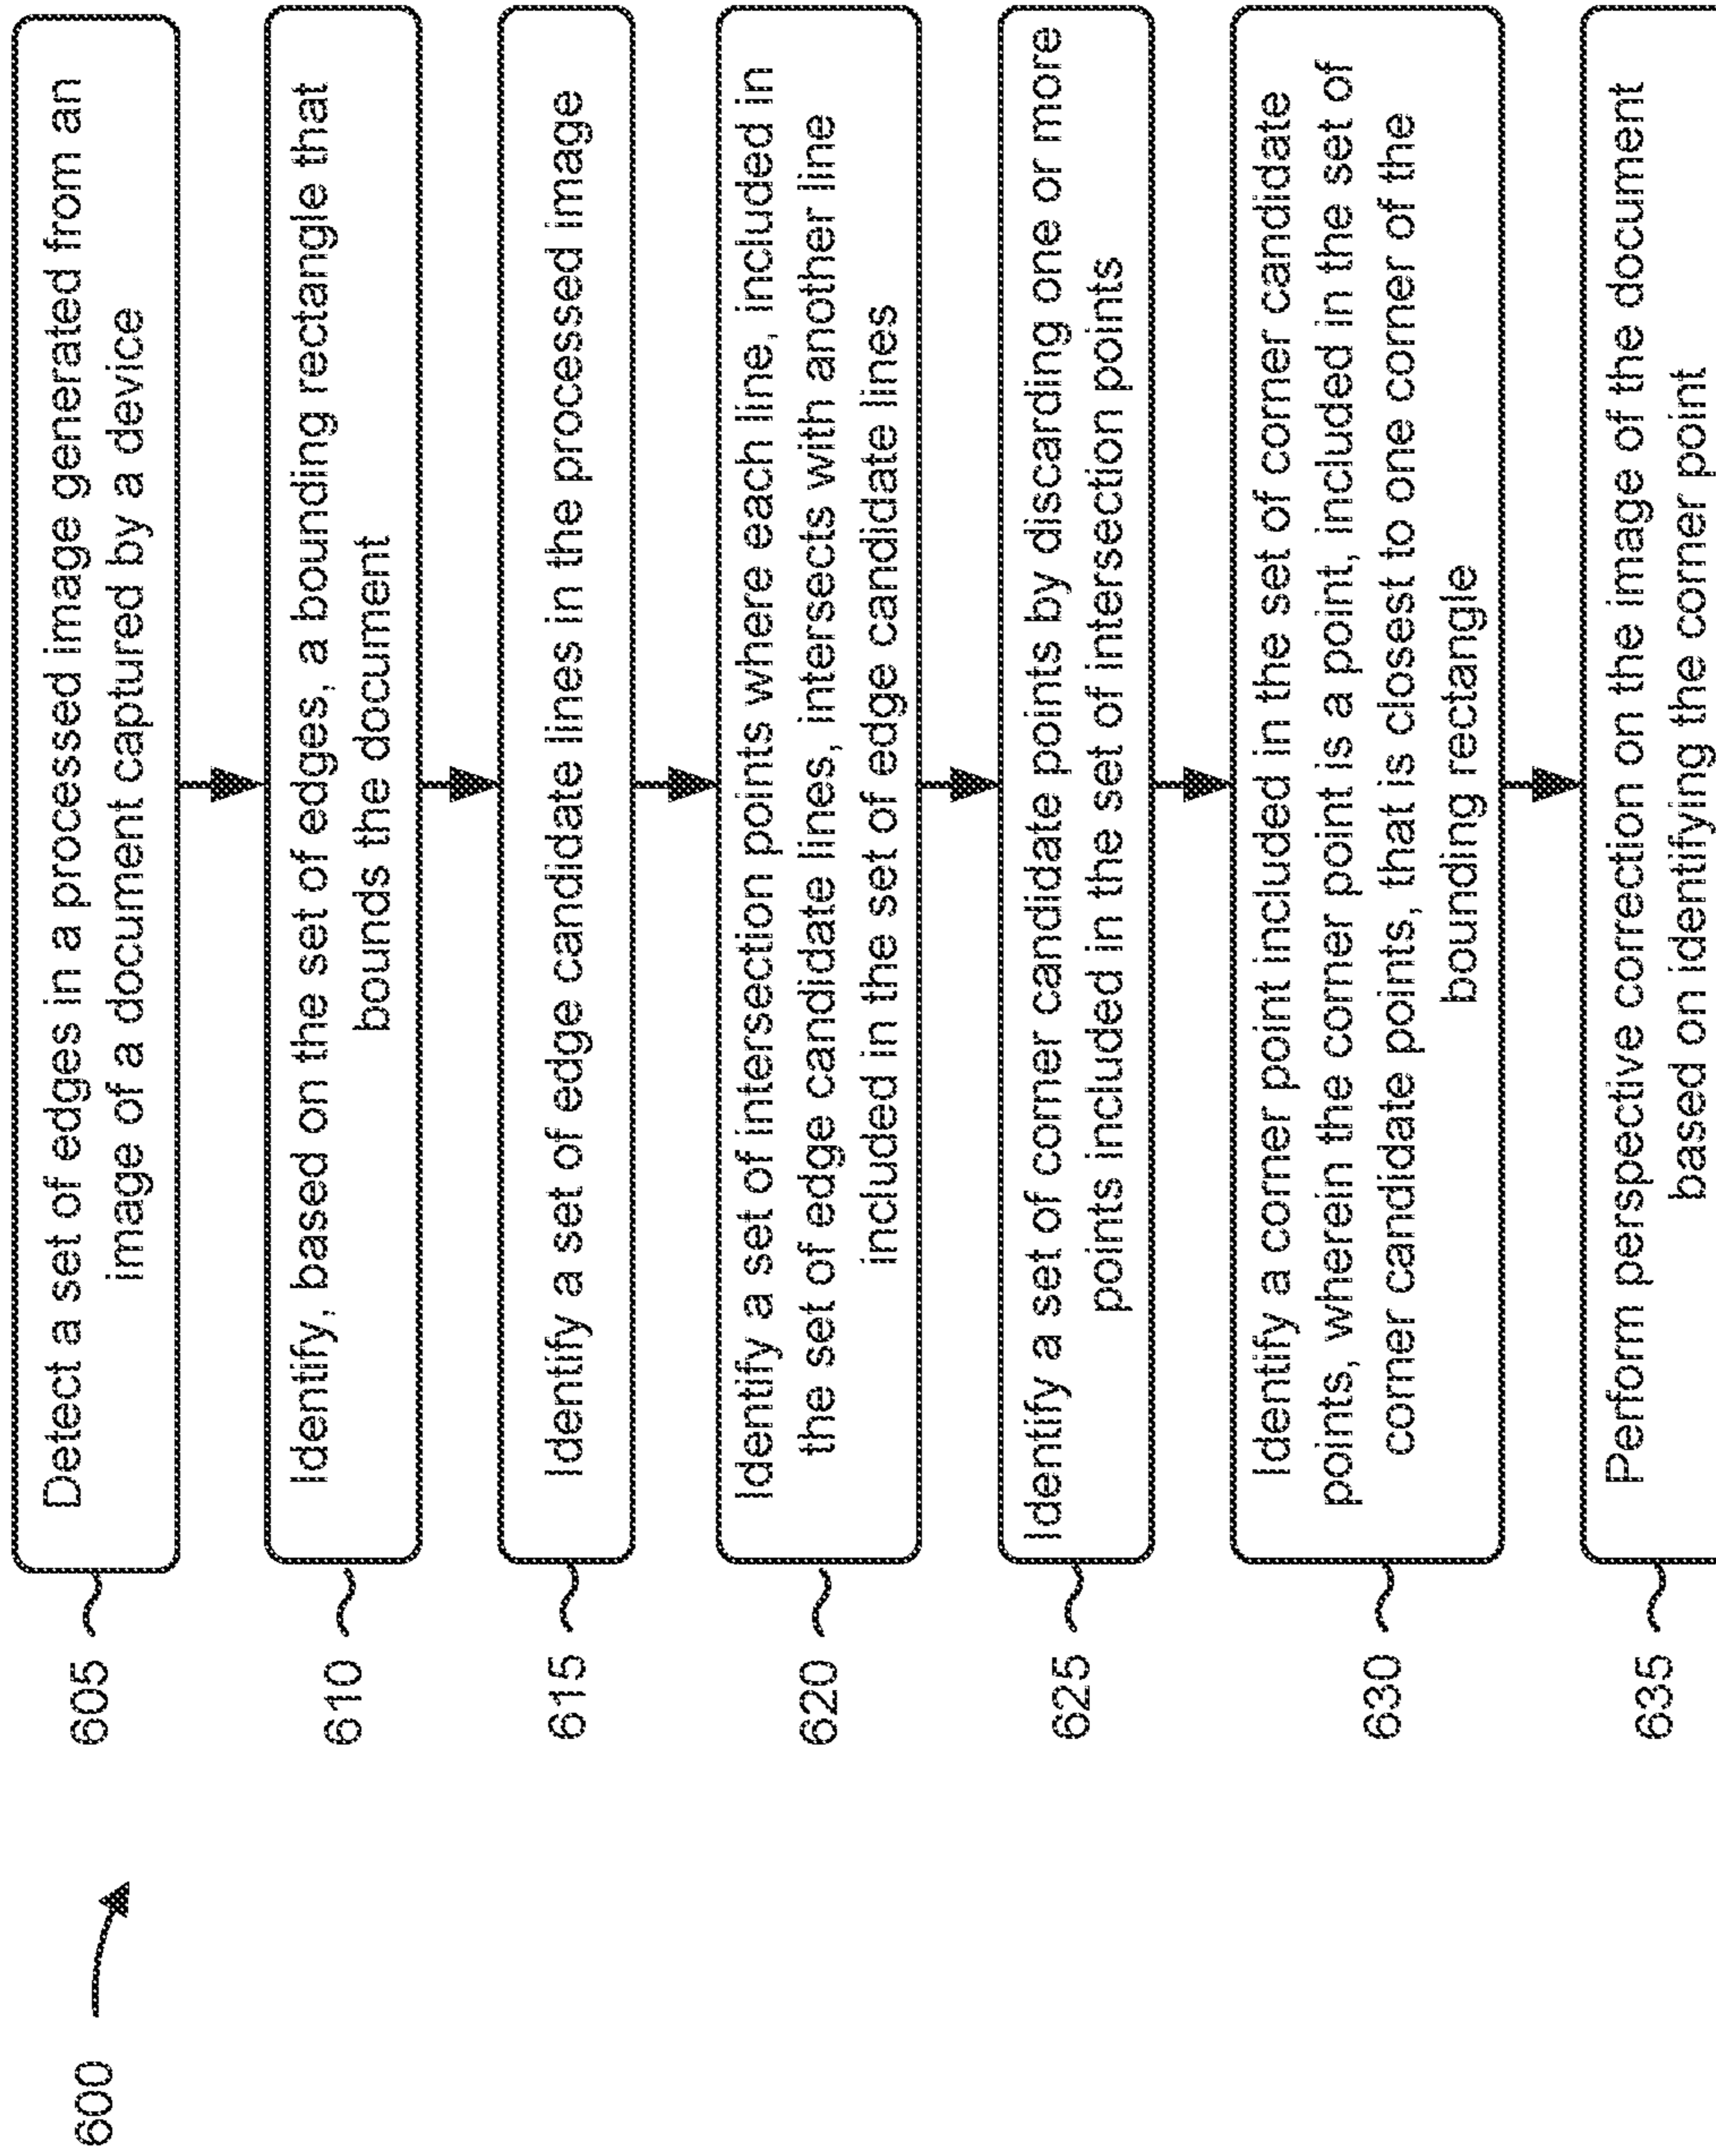 600
605
Detect a set of edges in a processed image generated from an
image of a document captured by a device
610
Identify, based on the set of edges, a bounding rectangle that
bounds the document
615
Identify a set of edge candidate lines in the processed image
620
Identify a set of intersection points where each line, included in
the set of edge candidate lines, intersects with another line
included in the set of edge candidate lines
625
Identify a set of corner candidate points by discarding one or more
points included in the set of intersection points
630
Identify a corner point included in the set of corner candidate
points, wherein the corner point is a point, included in the set of
corner candidate points, that is closest to one corner of the
bounding rectangle
635
Perform perspective correction on the image of the document
based on identifying the corner point